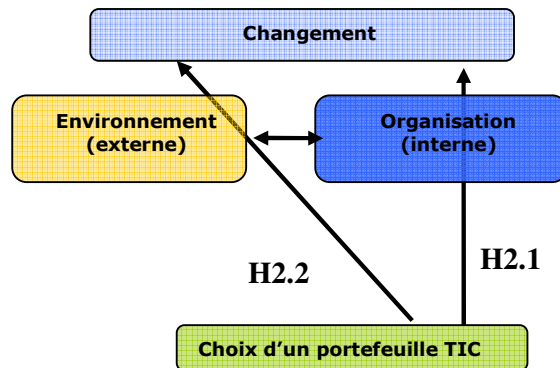 Changement
Environnement
(externe)
Organisation
(interne)
H2.2
H2.1
Choix d'un portefeuille TIC